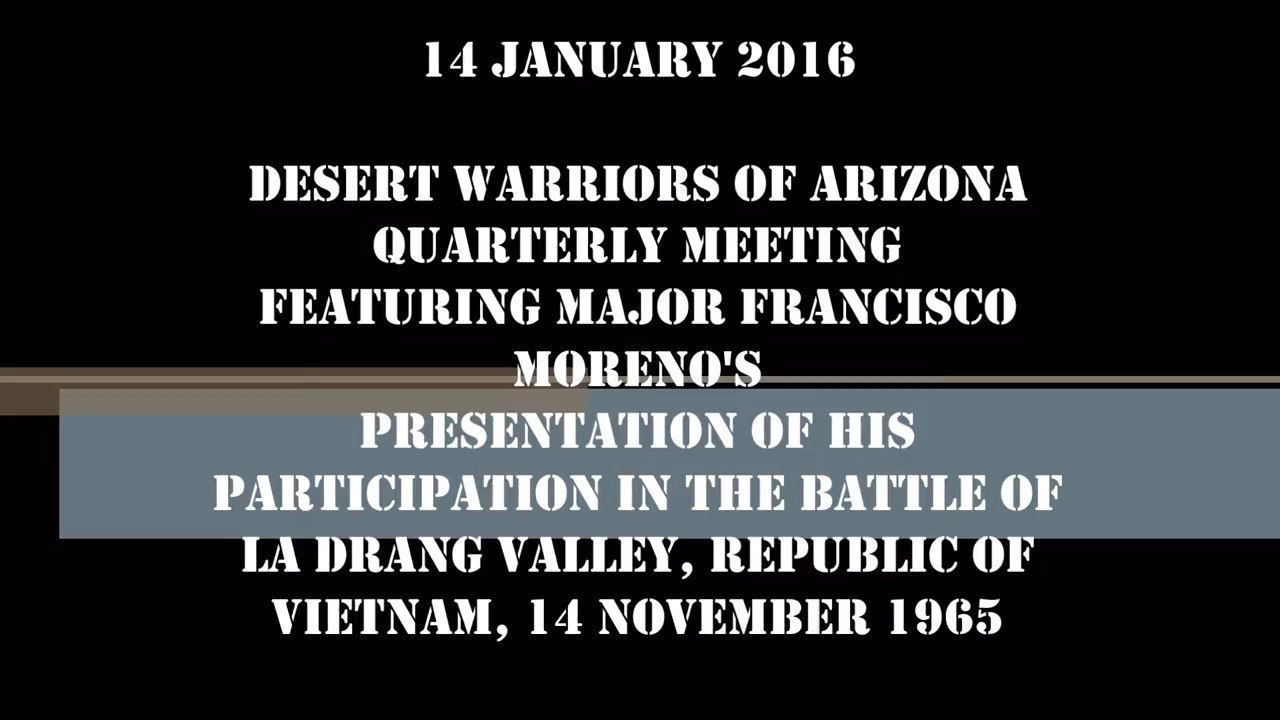 14 JANUARY 2016
DESERT WARRIORS OF ARIZONA
QUARTERLY MEETING
FEATURING MAJOR FRANCISCO
MORENO'S
PRESENTATION OF HIS
PARTICIPATION IN THE BATTLE OF
LA DRANG VALLEY, REPUBLIC OF
VIETNAM, 14 NOVEMBER 1965